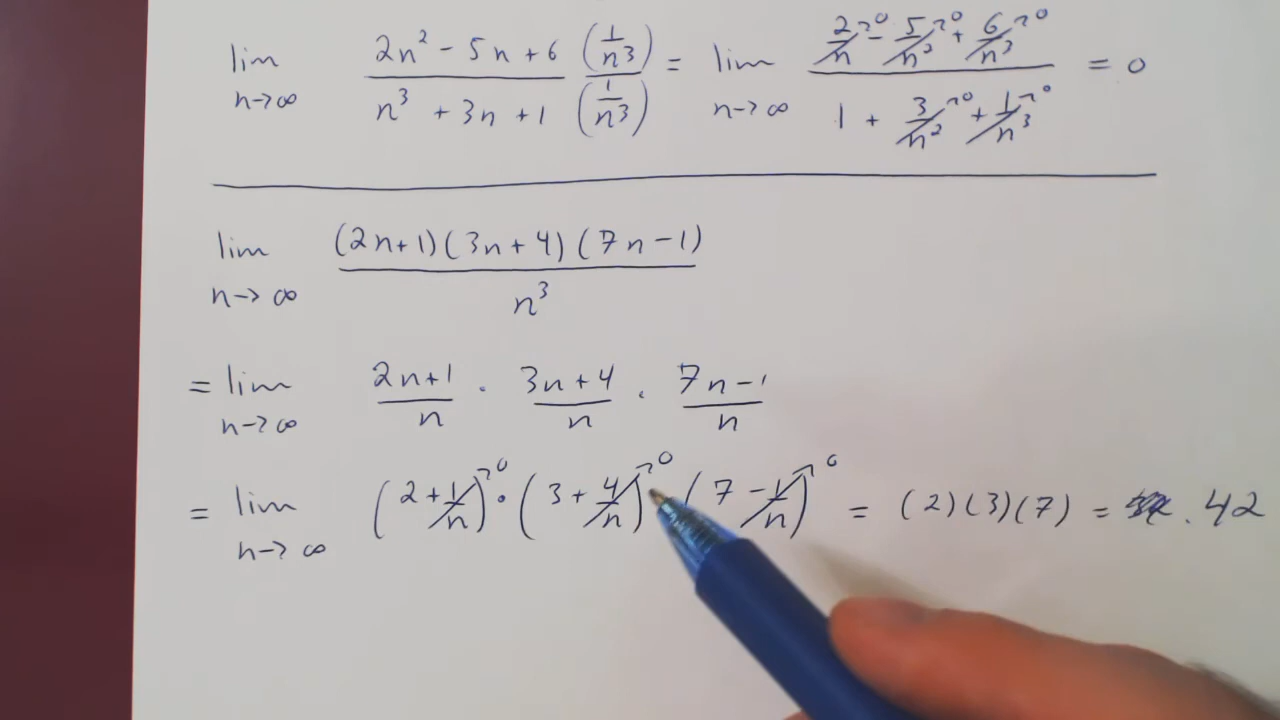 lim n→∞ (2n² - 5n + 6)/(n³ + 3n + 1) (1/n³)/(1/n³) = lim n→∞ (2/n→0 - 5/n²→0 + 6/n³→0)/(1 + 3/n²→0 + 1/n³→0) = 0
lim n→∞ (2n+1)(3n+4)(7n-1)/n³
= lim n→∞ (2n+1)/n · (3n+4)/n · (7n-1)/n
= lim n→∞ (2 + 1/n→0) · (3 + 4/n→0) (7 - 1/n→0) = (2)(3)(7) = . 42